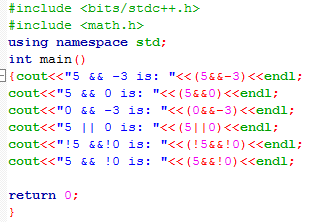 #include <bits/stdc++.h>
#include <math.h>
using namespace std;
int main()
{cout<<"5 && -3 is: "<<(5&&-3)<<endl;
cout<<"5 && 0 is: "<<(5&&0)<<endl;
cout<<"0 && -3 is: "<<(0&&-3)<<endl;
cout<<"5 || 0 is: "<<(5||0)<<endl;
cout<<"!5 &&!0 is: "<<(!5&&!0)<<endl;
cout<<"5 && !0 is: "<<(5&&!0)<<endl;
return 0;
}